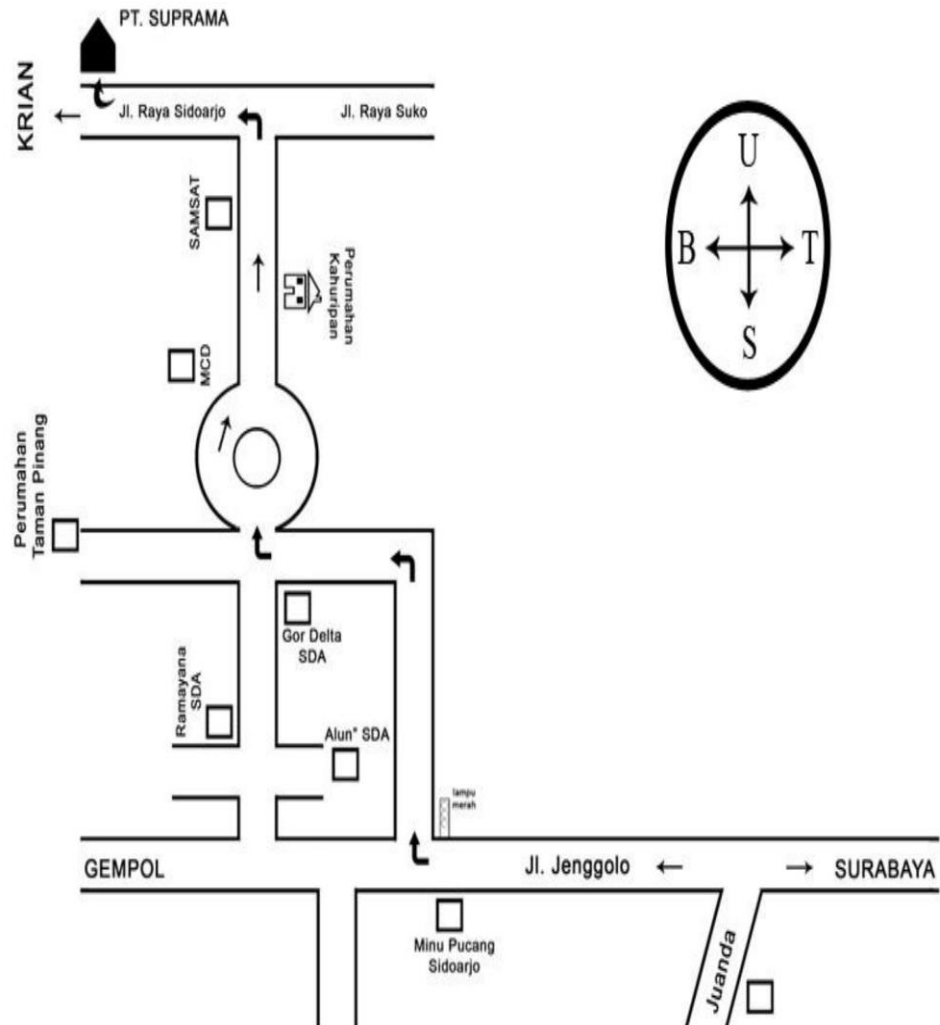 PT. SUPRAMA
KRIAN
Jl. Raya Sidoarjo
Jl. Raya Suko
U
B
T
S
SAMSAT
Perumahan
Kahuripan
MCD
Perumahan
Taman Pinang
Gor Delta
SDA
Ramayana
SDA
Alun" SDA
lampu
merah
GEMPOL
Jl. Jenggolo
SURABAYA
Minu Pucang
Sidoarjo
Juanda